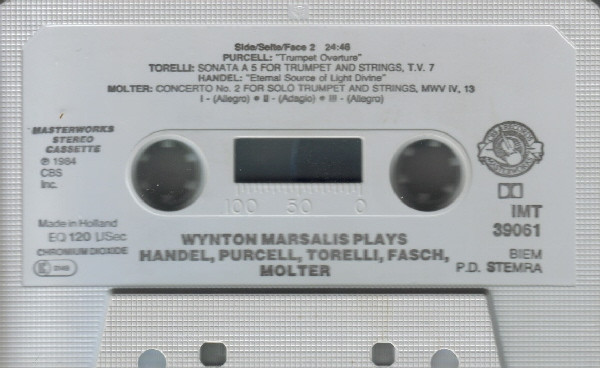 Side/Seite/Face 2 24:46
PURCELL: "Trumpet Overture"
TORELLI: SONATA A 5 FOR TRUMPET AND STRINGS, T.V. 7
HANDEL: "Eternal Source of Light Divine"
MOLTER: CONCERTO No. 2 FOR SOLO TRUMPET AND STRINGS, MWV IV, 13
I - (Allegro) • II - (Adagio) • III - (Allegro)
MASTERWORKS
STEREO
CASSETTE
℗ 1984
CBS
Inc.
100 50 0
Made in Holland
EQ 120 µSec
CHROMIUM DIOXIDE
IMT
39061
BIEM
P.D. STEMRA
WYNTON MARSALIS PLAYS
HANDEL, PURCELL, TORELLI, FASCH,
MOLTER